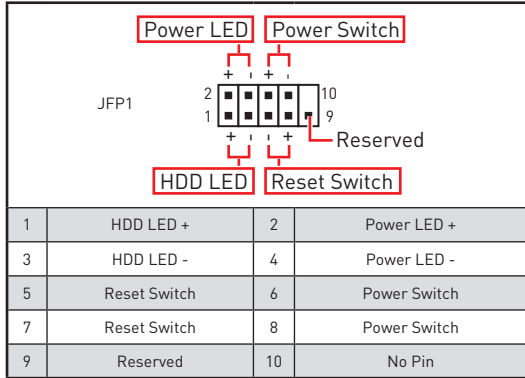 Power LED Power Switch
+ - + -
JFP1
2 10
1 9
+ - - +
Reserved
HDD LED Reset Switch
1 HDD LED + 2 Power LED +
3 HDD LED - 4 Power LED -
5 Reset Switch 6 Power Switch
7 Reset Switch 8 Power Switch
9 Reserved 10 No Pin